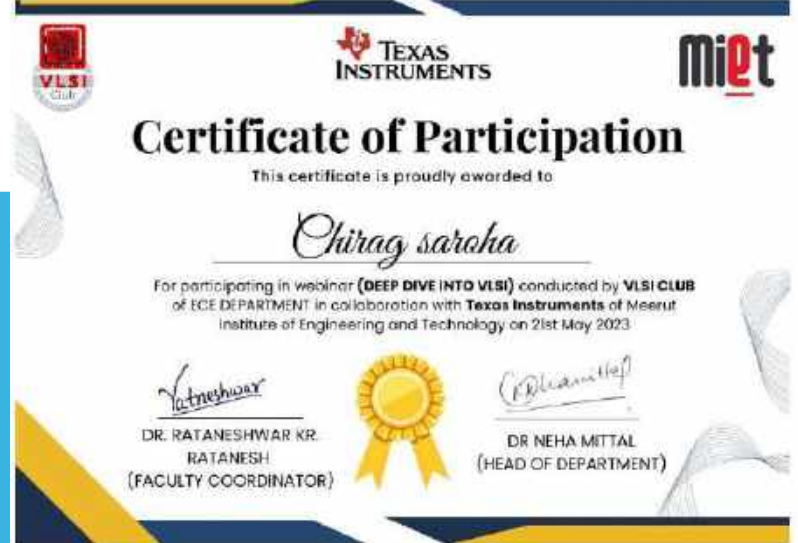 VLSI
Club
TEXAS
INSTRUMENTS
miet
Certificate of Participation
This certificate is proudly awarded to
Chirag saroha
For participating in webinar (DEEP DIVE INTO VLSI) conducted by VLSI CLUB
of ECE DEPARTMENT in collaboration with Texas Instruments of Meerut
Institute of Engineering and Technology on 21st May 2023
Ratneshwar
DR. RATANESHWAR KR.
RATANESH
(FACULTY COORDINATOR)
DR NEHA MITTAL
(HEAD OF DEPARTMENT)